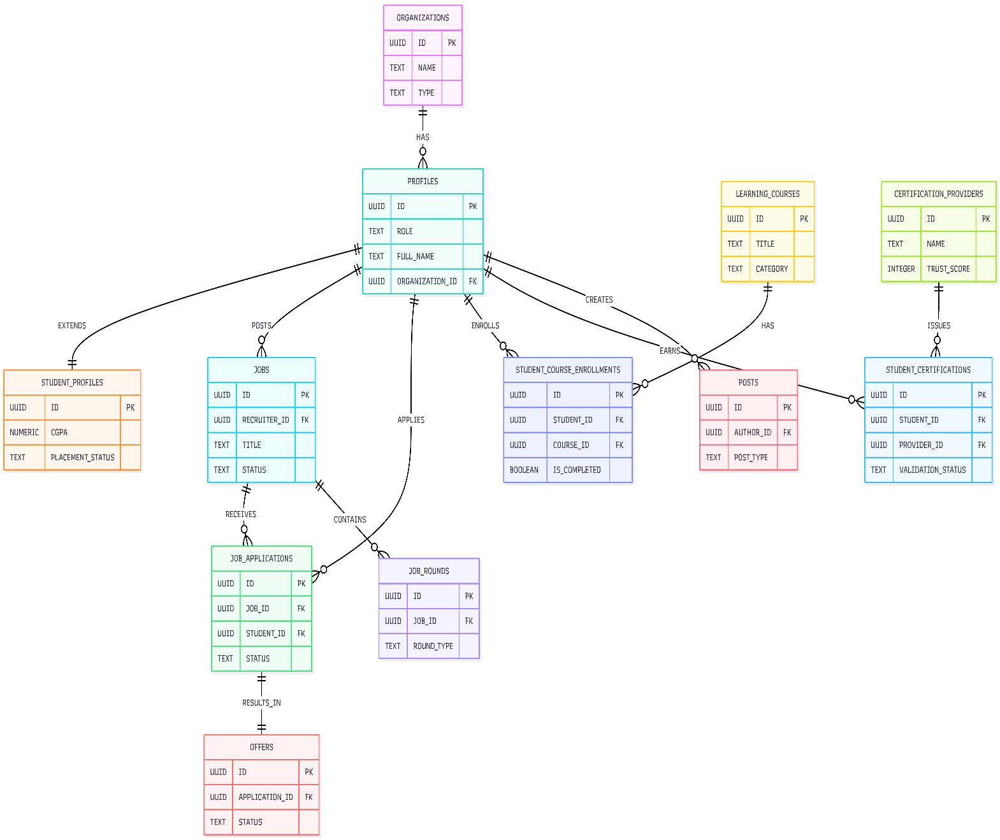 ORGANIZATIONS
UUID ID PK
TEXT NAME
TEXT TYPE
HAS
PROFILES
UUID ID PK
TEXT ROLE
TEXT FULL_NAME
UUID ORGANIZATION_ID FK
LEARNING_COURSES
UUID ID PK
TEXT TITLE
TEXT CATEGORY
CERTIFICATION_PROVIDERS
UUID ID PK
TEXT NAME
INTEGER TRUST_SCORE
EXTENDS
POSTS
APPLIES
ENROLLS
CREATES
EARNS
HAS
ISSUES
STUDENT_PROFILES
UUID ID PK
NUMERIC CGPA
TEXT PLACEMENT_STATUS
JOBS
UUID ID PK
UUID RECRUITER_ID FK
TEXT TITLE
TEXT STATUS
STUDENT_COURSE_ENROLLMENTS
UUID ID PK
UUID STUDENT_ID FK
UUID COURSE_ID FK
BOOLEAN IS_COMPLETED
POSTS
UUID ID PK
UUID AUTHOR_ID FK
TEXT POST_TYPE
STUDENT_CERTIFICATIONS
UUID ID PK
UUID STUDENT_ID FK
UUID PROVIDER_ID FK
TEXT VALIDATION_STATUS
RECEIVES
CONTAINS
JOB_APPLICATIONS
UUID ID PK
UUID JOB_ID FK
UUID STUDENT_ID FK
TEXT STATUS
JOB_ROUNDS
UUID ID PK
UUID JOB_ID FK
TEXT ROUND_TYPE
RESULTS_IN
OFFERS
UUID ID PK
UUID APPLICATION_ID FK
TEXT STATUS